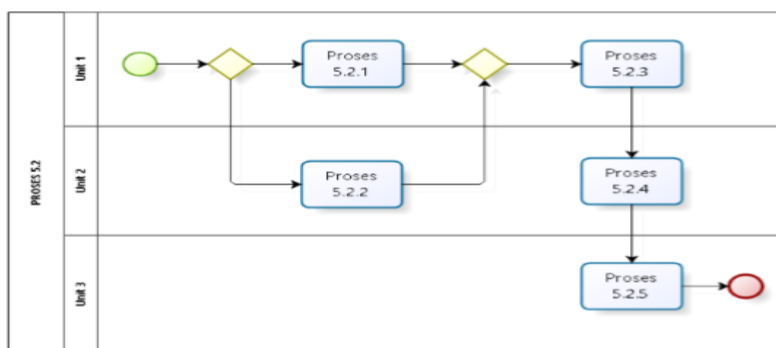 PROSES 5.2
Unit 1
Proses
5.2.1
Proses
5.2.3
Unit 2
Proses
5.2.2
Proses
5.2.4
Unit 3
Proses
5.2.5